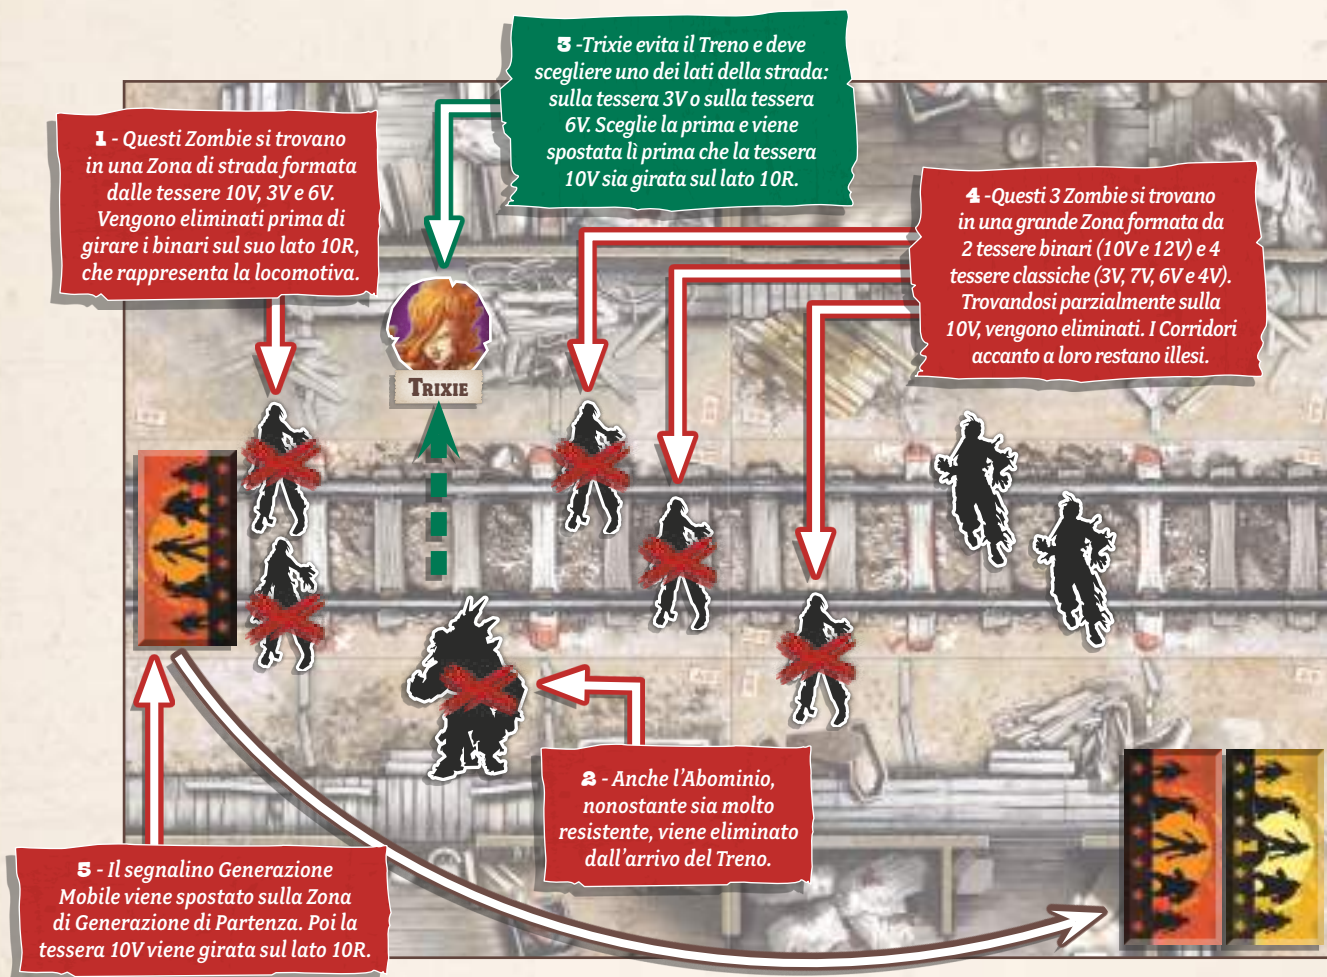 1 - Questi Zombie si trovano
in una Zona di strada formata
dalle tessere 10V, 3V e 6V.
Vengono eliminati prima di
girare i binari sul suo lato 10R,
che rappresenta la locomotiva.
3 -Trixie evita il Treno e deve
scegliere uno dei lati della strada:
sulla tessera 3V o sulla tessera
6V. Sceglie la prima e viene
spostata lì prima che la tessera
10V sia girata sul lato 10R.
4 -Questi 3 Zombie si trovano
in una grande Zona formata da
2 tessere binari (10V e 12V) e 4
tessere classiche (3V, 7V, 6V e 4V).
Trovandosi parzialmente sulla
10V, vengono eliminati. I Corridori
accanto a loro restano illesi.
Trixie
2 - Anche l'Abominio,
nonostante sia molto
resistente, viene eliminato
dall'arrivo del Treno.
5 - Il segnalino Generazione
Mobile viene spostato sulla Zona
di Generazione di Partenza. Poi la
tessera 10V viene girata sul lato 10R.